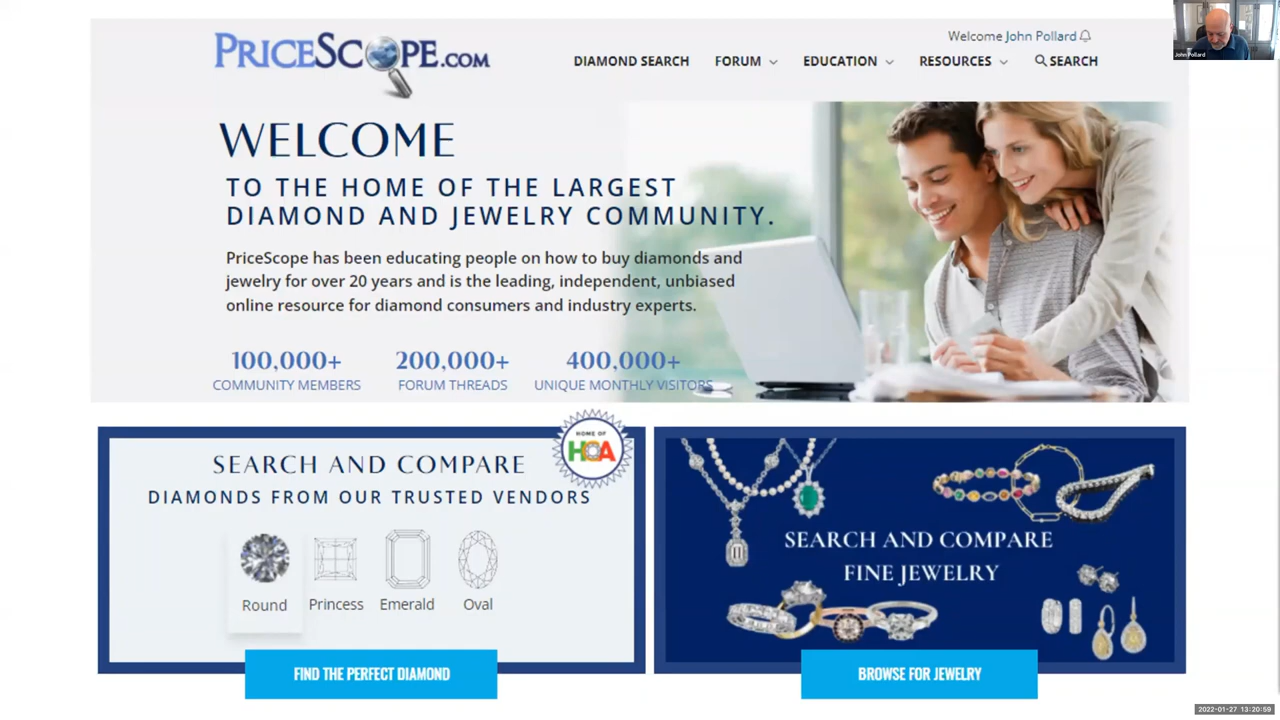 PRICESCOPE.COM
Welcome John Pollard
DIAMOND SEARCH FORUM EDUCATION RESOURCES SEARCH
John Pollard
WELCOME
TO THE HOME OF THE LARGEST
DIAMOND AND JEWELRY COMMUNITY.
PriceScope has been educating people on how to buy diamonds and
jewelry for over 20 years and is the leading, independent, unbiased
online resource for diamond consumers and industry experts.
100,000+ 200,000+ 400,000+
COMMUNITY MEMBERS FORUM THREADS UNIQUE MONTHLY VISITORS
HOME OF
HCA
SEARCH AND COMPARE
DIAMONDS FROM OUR TRUSTED VENDORS
Round Princess Emerald Oval
FIND THE PERFECT DIAMOND
SEARCH AND COMPARE
FINE JEWELRY
BROWSE FOR JEWELRY
2022-01-27 13:20:59